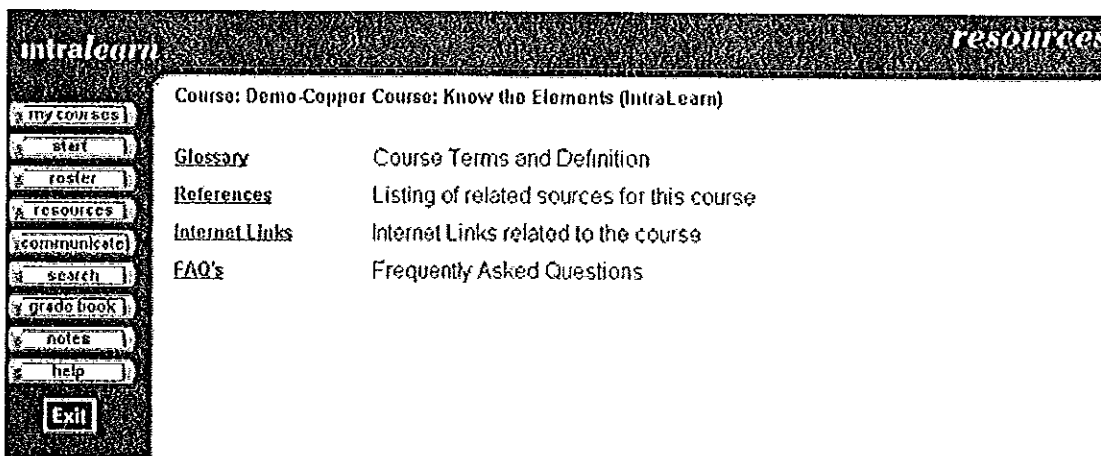 intralearn
resources
Course: Demo-Copper Course: Know the Elements (IntraLearn)
my courses
start
roster
resources
communicate
search
grade book
notes
help
Exit
Glossary Course Terms and Definition
References Listing of related sources for this course
Internet Links Internet Links related to the course
FAQ's Frequently Asked Questions